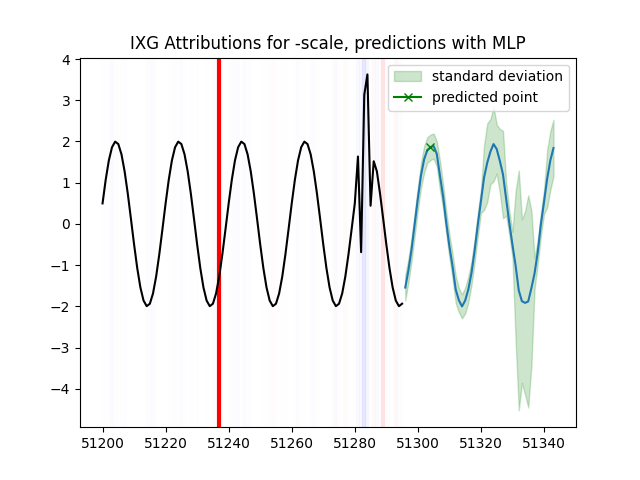 IXG Attributions for -scale, predictions with MLP
standard deviation
predicted point
4
3
2
1
0
−1
−2
−3
−4
51200 51220 51240 51260 51280 51300 51320 51340